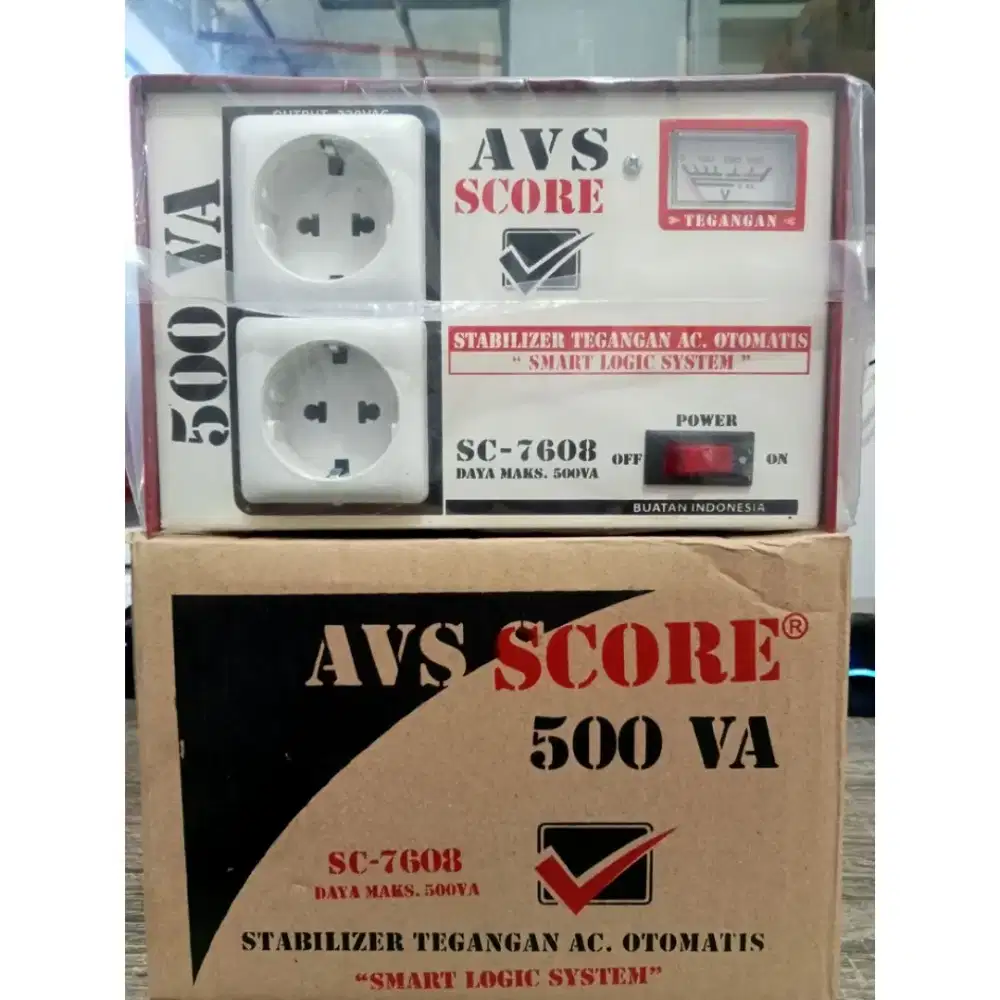 OUTPUT 220VAC
500 VA
AVS
SCORE
V
TEGANGAN
STABILIZER TEGANGAN AC. OTOMATIS
“ SMART LOGIC SYSTEM ”
SC-7608
DAYA MAKS. 500VA
POWER
OFF
ON
BUATAN INDONESIA
AVS SCORE®
500 VA
SC-7608
DAYA MAKS. 500VA
STABILIZER TEGANGAN AC. OTOMATIS
“SMART LOGIC SYSTEM”